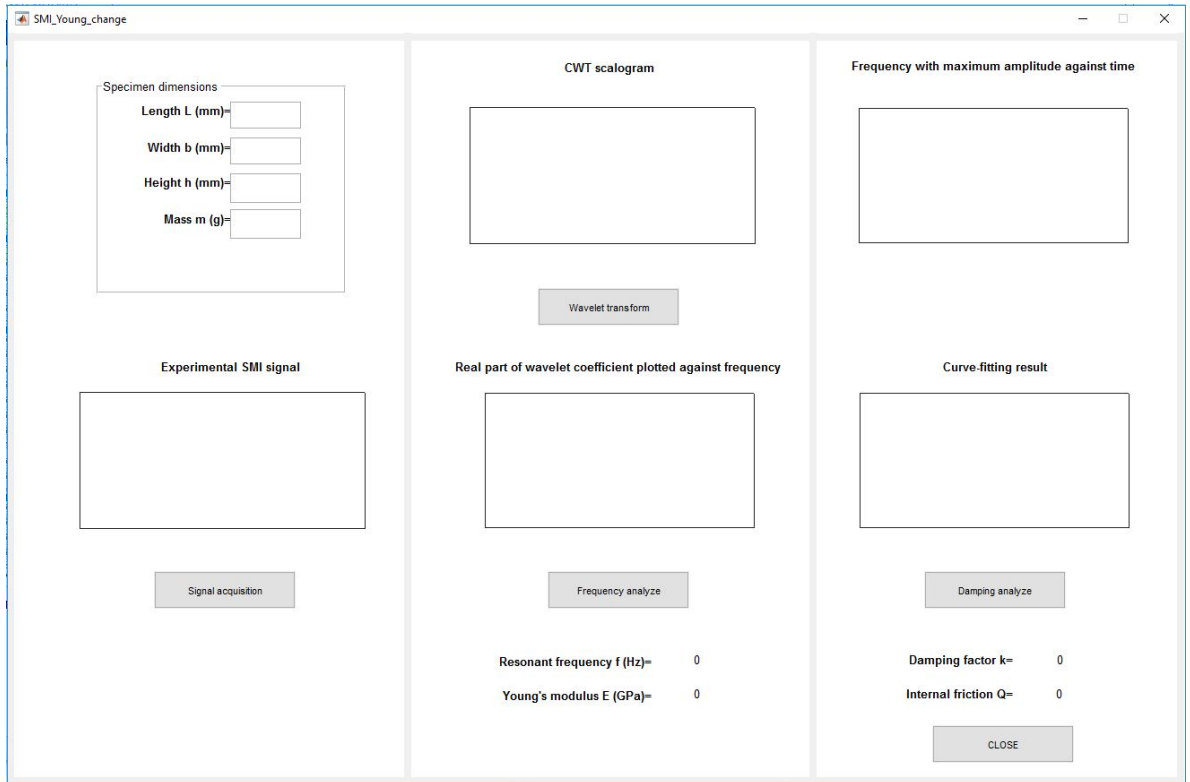 SMI_Young_change
Specimen dimensions
Length L (mm)=
Width b (mm)=
Height h (mm)=
Mass m (g)=
Experimental SMI signal
Signal acquisition
CWT scalogram
Wavelet transform
Real part of wavelet coefficient plotted against frequency
Frequency analyze
Resonant frequency f (Hz)= 0
Young's modulus E (GPa)= 0
Frequency with maximum amplitude against time
Curve-fitting result
Damping analyze
Damping factor k= 0
Internal friction Q= 0
CLOSE